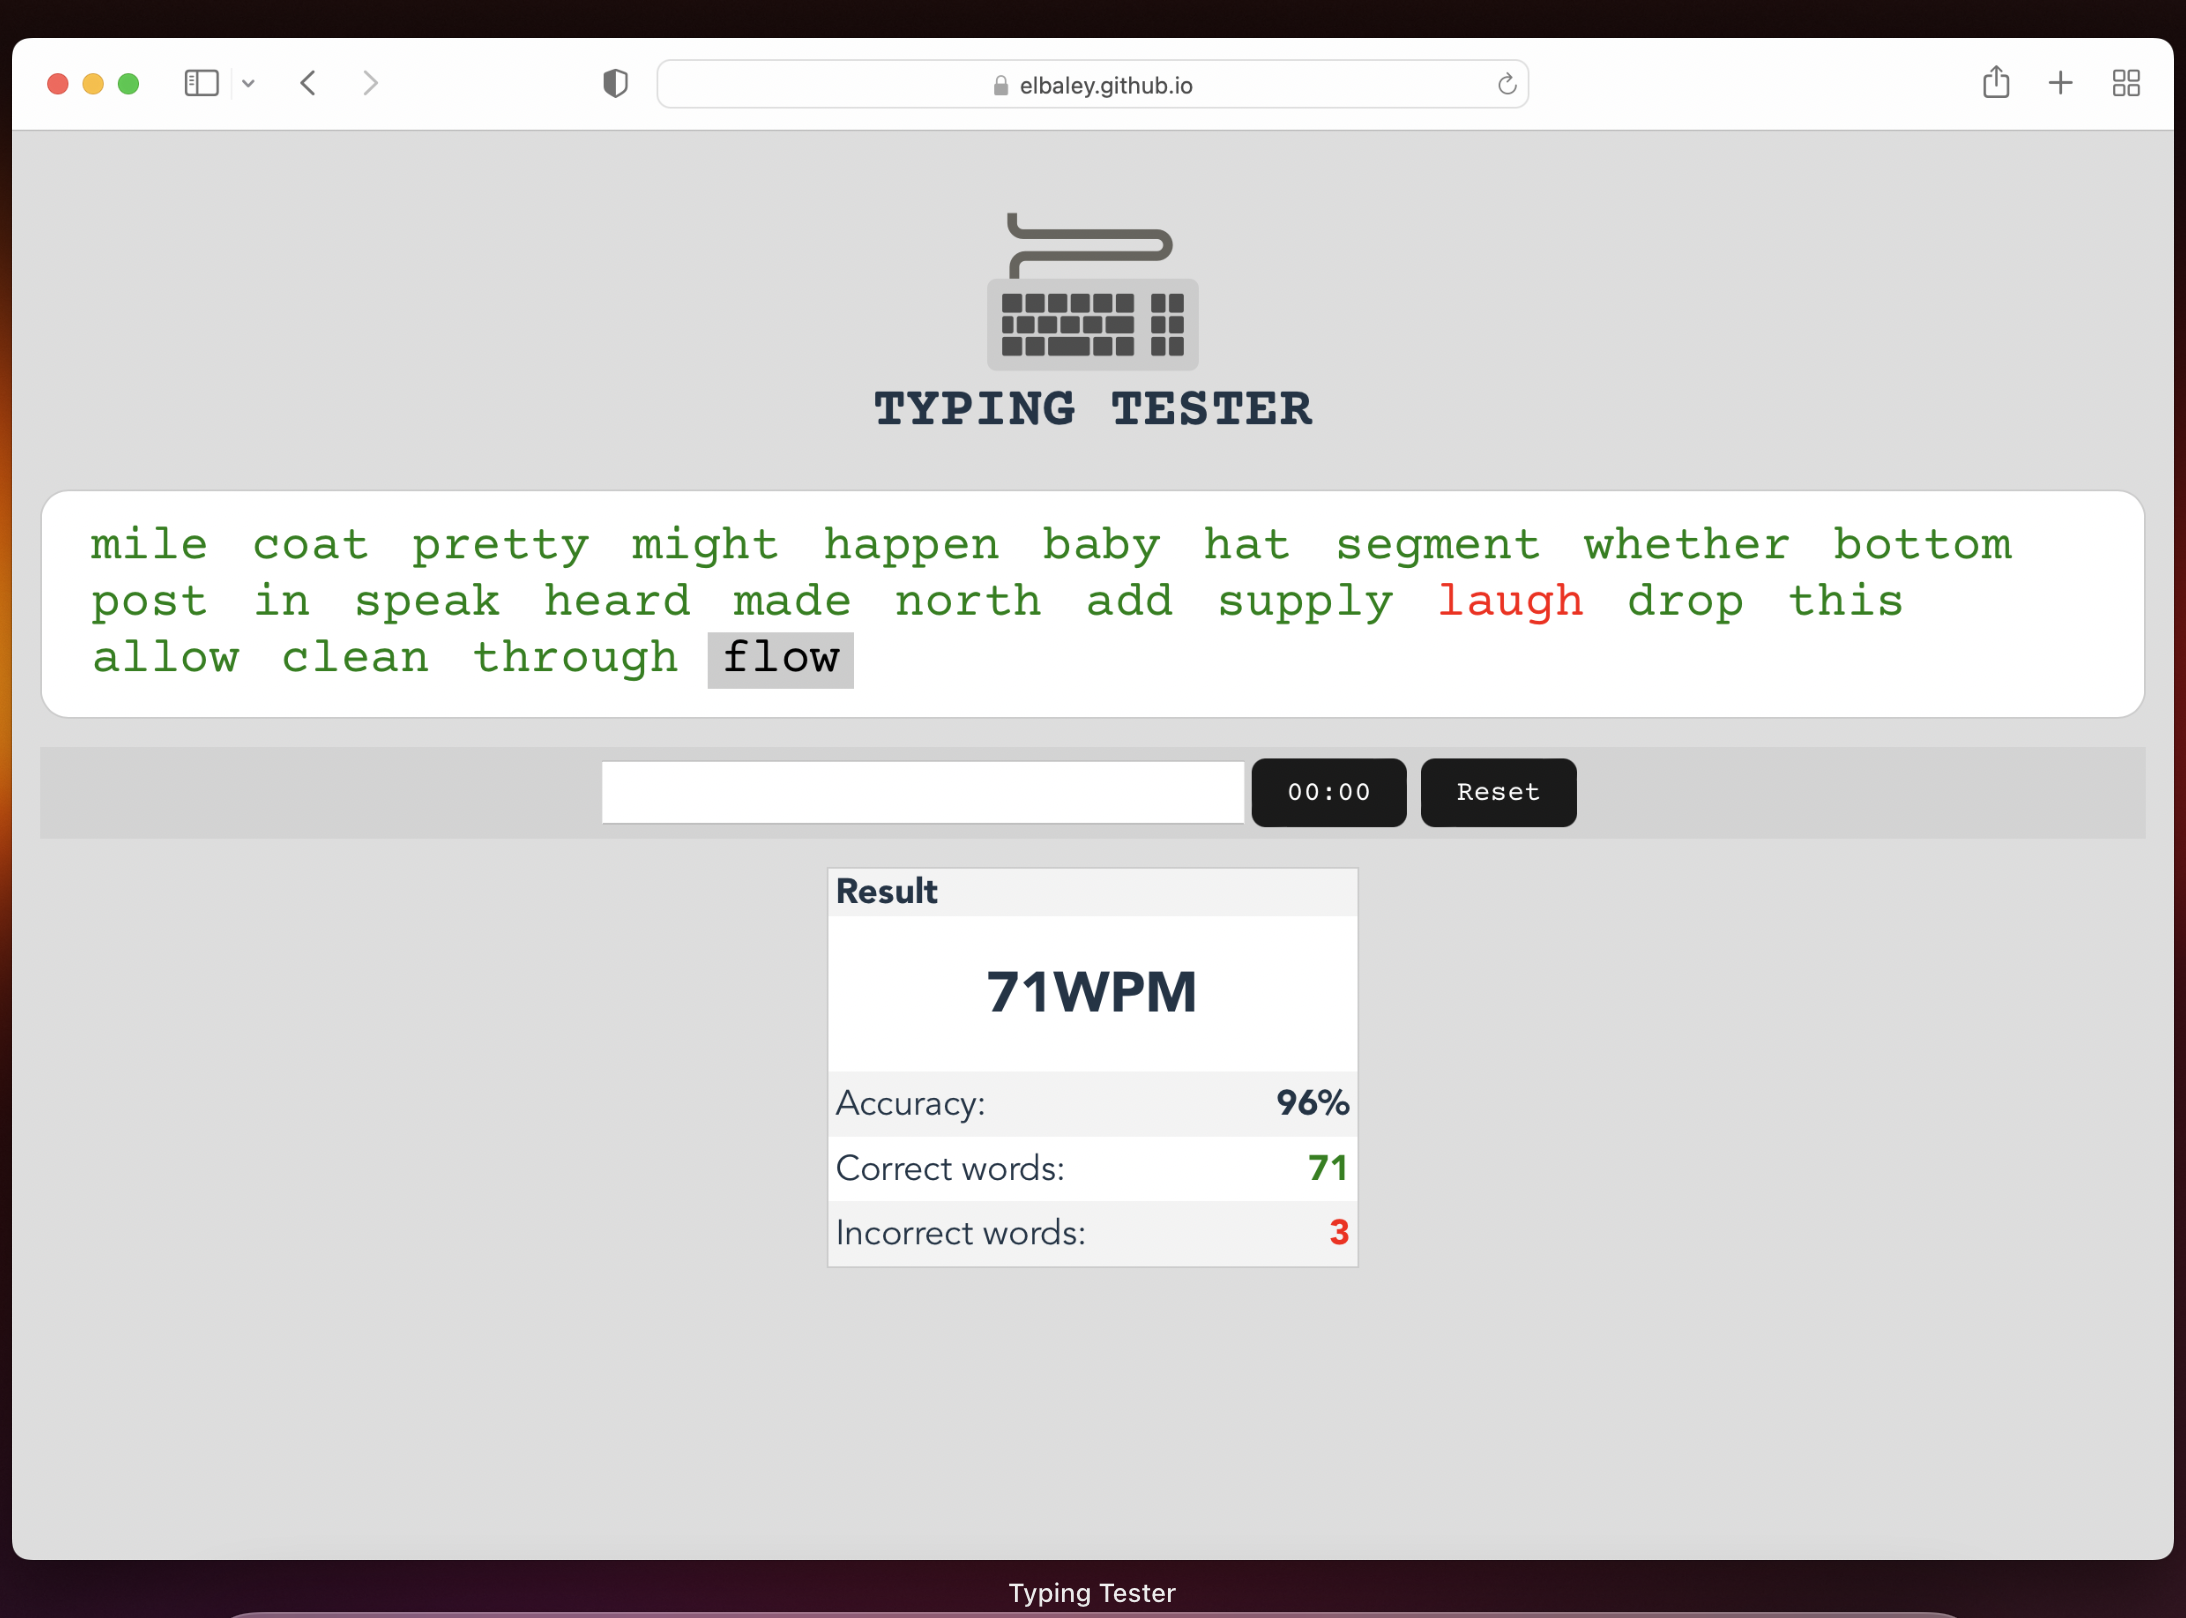 elbaley.github.io
TYPING TESTER
mile coat pretty might happen baby hat segment whether bottom
post in speak heard made north add supply laugh drop this
allow clean through flow
00:00 Reset
Result
71WPM
Accuracy: 96%
Correct words: 71
Incorrect words: 3
Typing Tester